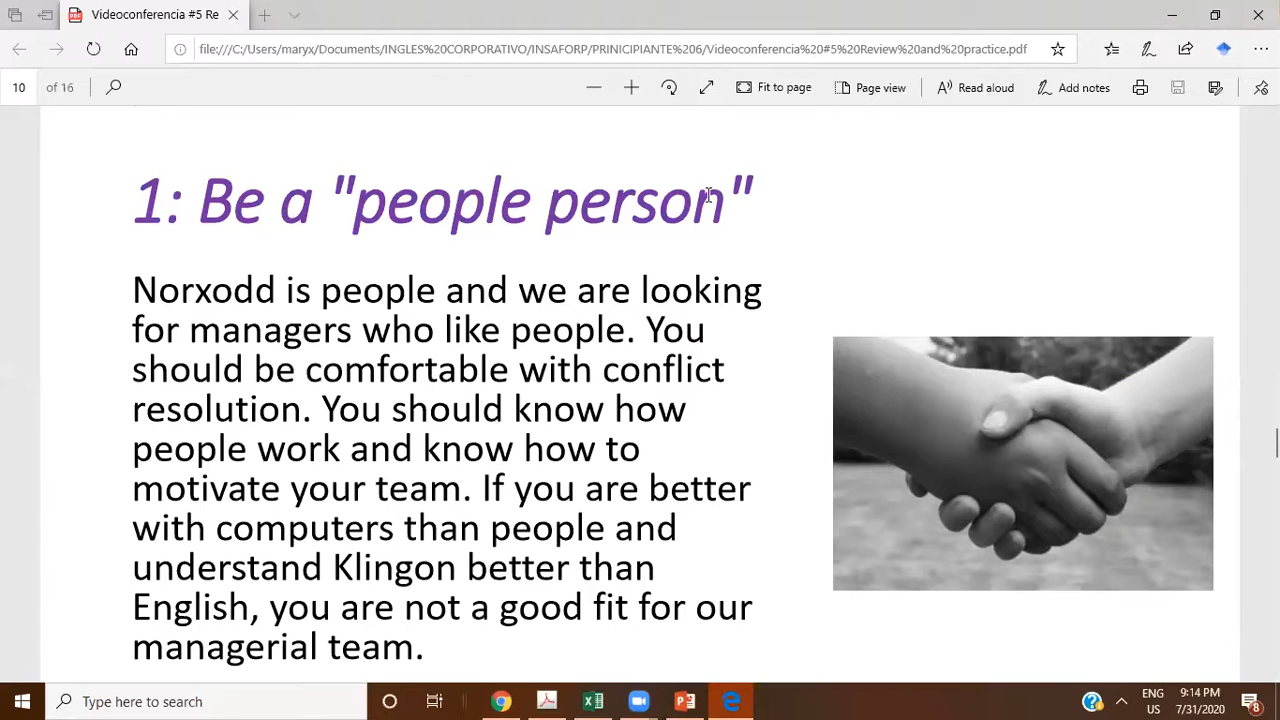 Videoconferencia #5 Re
file:///C:/Users/maryx/Documents/INGLES%20CORPORATIVO/INSAFORP/PRINICIPIANTE%206/Videoconferencia%20#5%20Review%20and%20practice.pdf
10 of 16
Fit to page
Page view
Read aloud
Add notes
1: Be a "people person"
Norxodd is people and we are looking
for managers who like people. You
should be comfortable with conflict
resolution. You should know how
people work and know how to
motivate your team. If you are better
with computers than people and
understand Klingon better than
English, you are not a good fit for our
managerial team.
Type here to search
ENG
US
9:14 PM
7/31/2020
8